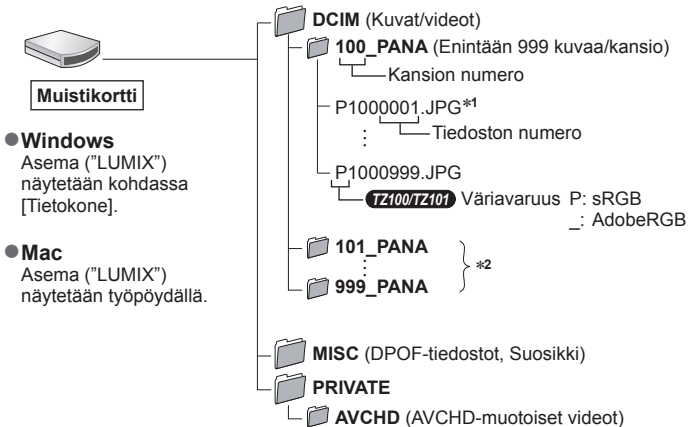 DCIM (Kuvat/videot)
100_PANA (Enintään 999 kuvaa/kansio)
Kansion numero
P1000001.JPG*1
Tiedoston numero
P1000999.JPG
TZ100/TZ101 Väriavaruus P: sRGB
_: AdobeRGB
101_PANA
*2
999_PANA
MISC (DPOF-tiedostot, Suosikki)
PRIVATE
AVCHD (AVCHD-muotoiset videot)
Muistikortti
●Windows
Asema ("LUMIX")
näytetään kohdassa
[Tietokone].
●Mac
Asema ("LUMIX")
näytetään työpöydällä.